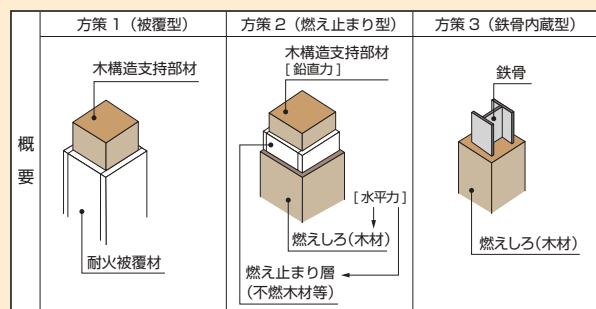 方策1（被覆型）
方策2（燃え止まり型）
方策3（鉄骨内蔵型）
概要
木構造支持部材
耐火被覆材
木構造支持部材
[鉛直力]
[水平力]
燃えしろ(木材)
燃え止まり層
(不燃木材等)
鉄骨
燃えしろ(木材)